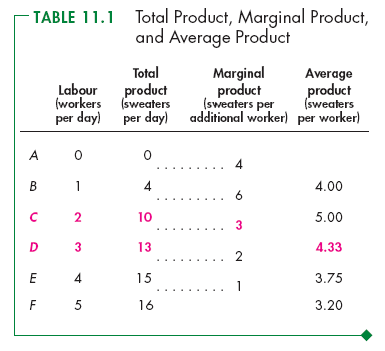 TABLE 11.1 Total Product, Marginal Product,
and Average Product
Total Marginal Average
Labour product product product
(workers (sweaters (sweaters per (sweaters
per day) per day) additional worker) per worker)
A 0 0
......... 4
B 1 4 4.00
......... 6
C 2 10 5.00
......... 3
D 3 13 4.33
......... 2
E 4 15 3.75
......... 1
F 5 16 3.20